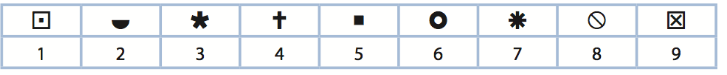 ⊡ ◒ * ✝ ■ ⭘ ✷ ⃠ ☒
1 2 3 4 5 6 7 8 9